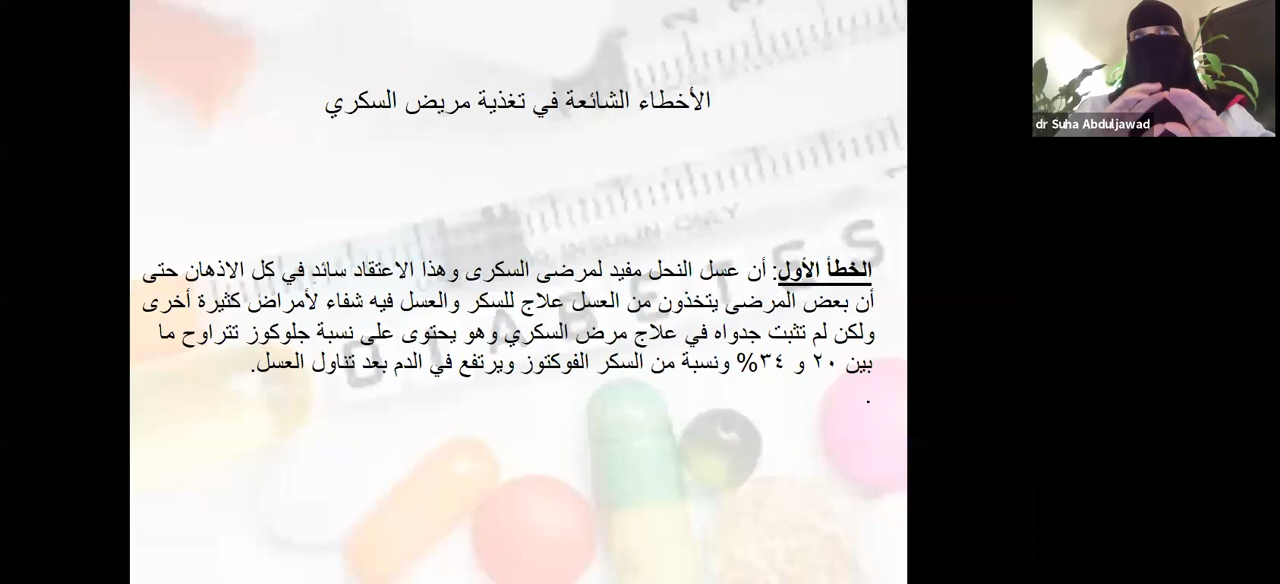 الأخطاء الشائعة في تغذية مريض السكري
dr Suha Abduljawad
INSULIN ONLY
DIABETES
الخطأ الأول: أن عسل النحل مفيد لمرضى السكرى وهذا الاعتقاد سائد في كل الاذهان حتى
أن بعض المرضى يتخذون من العسل علاج للسكر والعسل فيه شفاء لأمراض كثيرة أخرى
ولكن لم تثبت جدواه في علاج مرض السكري وهو يحتوى على نسبة جلوكوز تتراوح ما
بين ٢٠ و ٣٤% ونسبة من السكر الفوكتوز ويرتفع في الدم بعد تناول العسل.
.